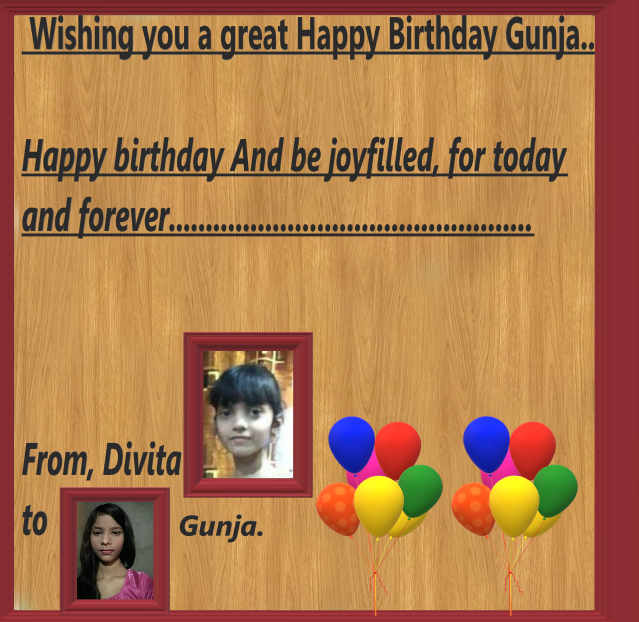 Wishing you a great Happy Birthday Gunja..
Happy birthday And be joyfilled, for today
and forever.................................................
From, Divita
to Gunja.